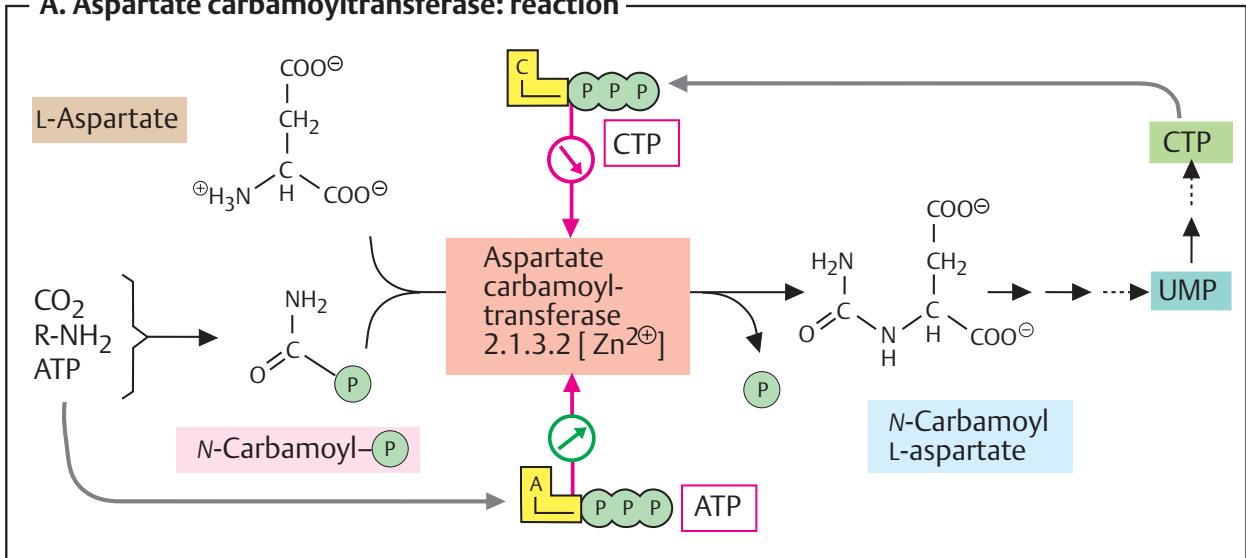 A. Aspartate carbamoyltransferase: reaction
L-Aspartate
COO⊖
CH2
C
H
⊕H3N
COO⊖
C
P P P
CTP
CTP
CO2
R-NH2
ATP
NH2
C
O
P
N-Carbamoyl–P
Aspartate
carbamoyl-
transferase
2.1.3.2 [ Zn2⊕]
P
A
P P P
ATP
COO⊖
H2N
CH2
C
C
O
N
H
H
COO⊖
UMP
N-Carbamoyl
L-aspartate